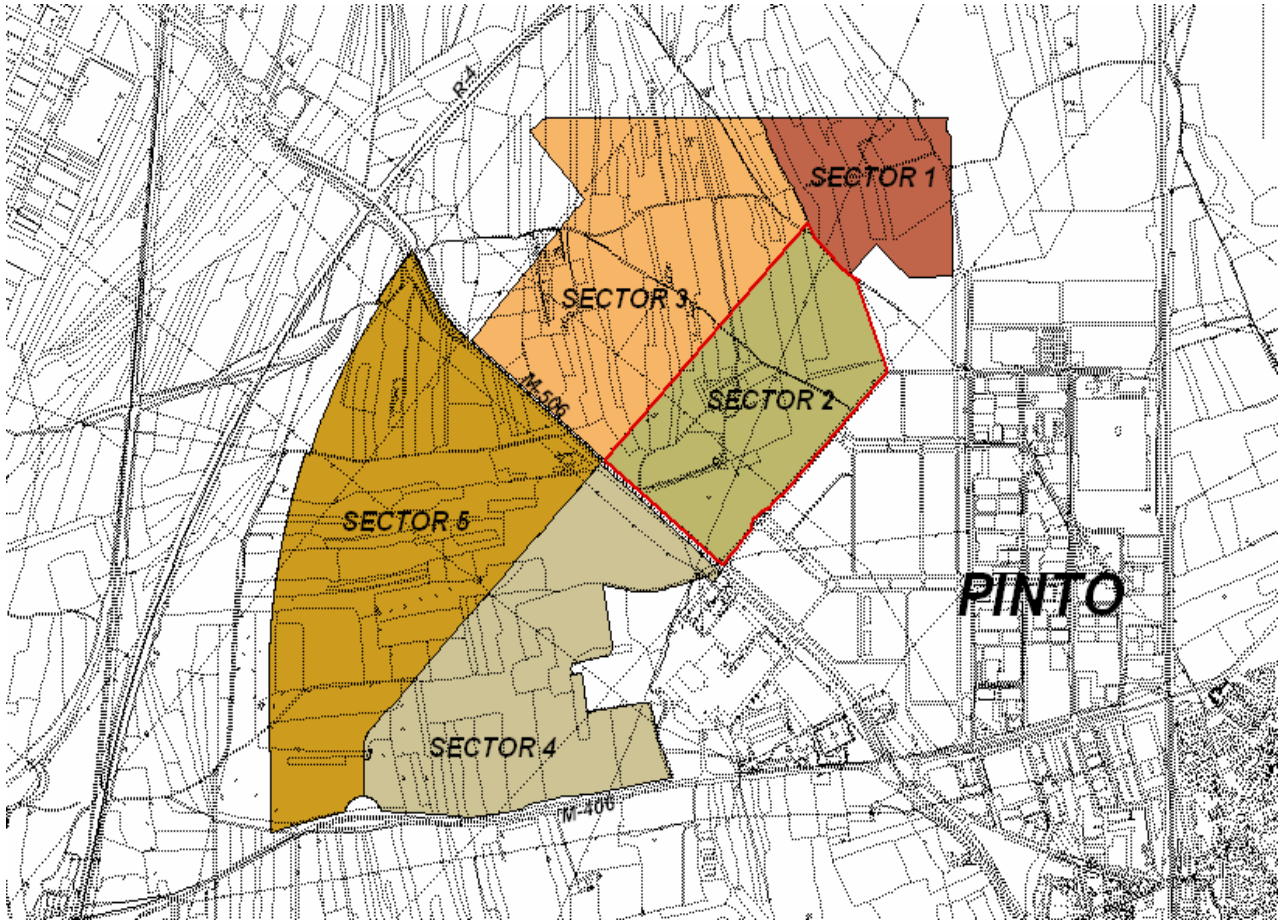 R-4
SECTOR 1
SECTOR 3
M-506
SECTOR 2
SECTOR 5
PINTO
SECTOR 4
M-406